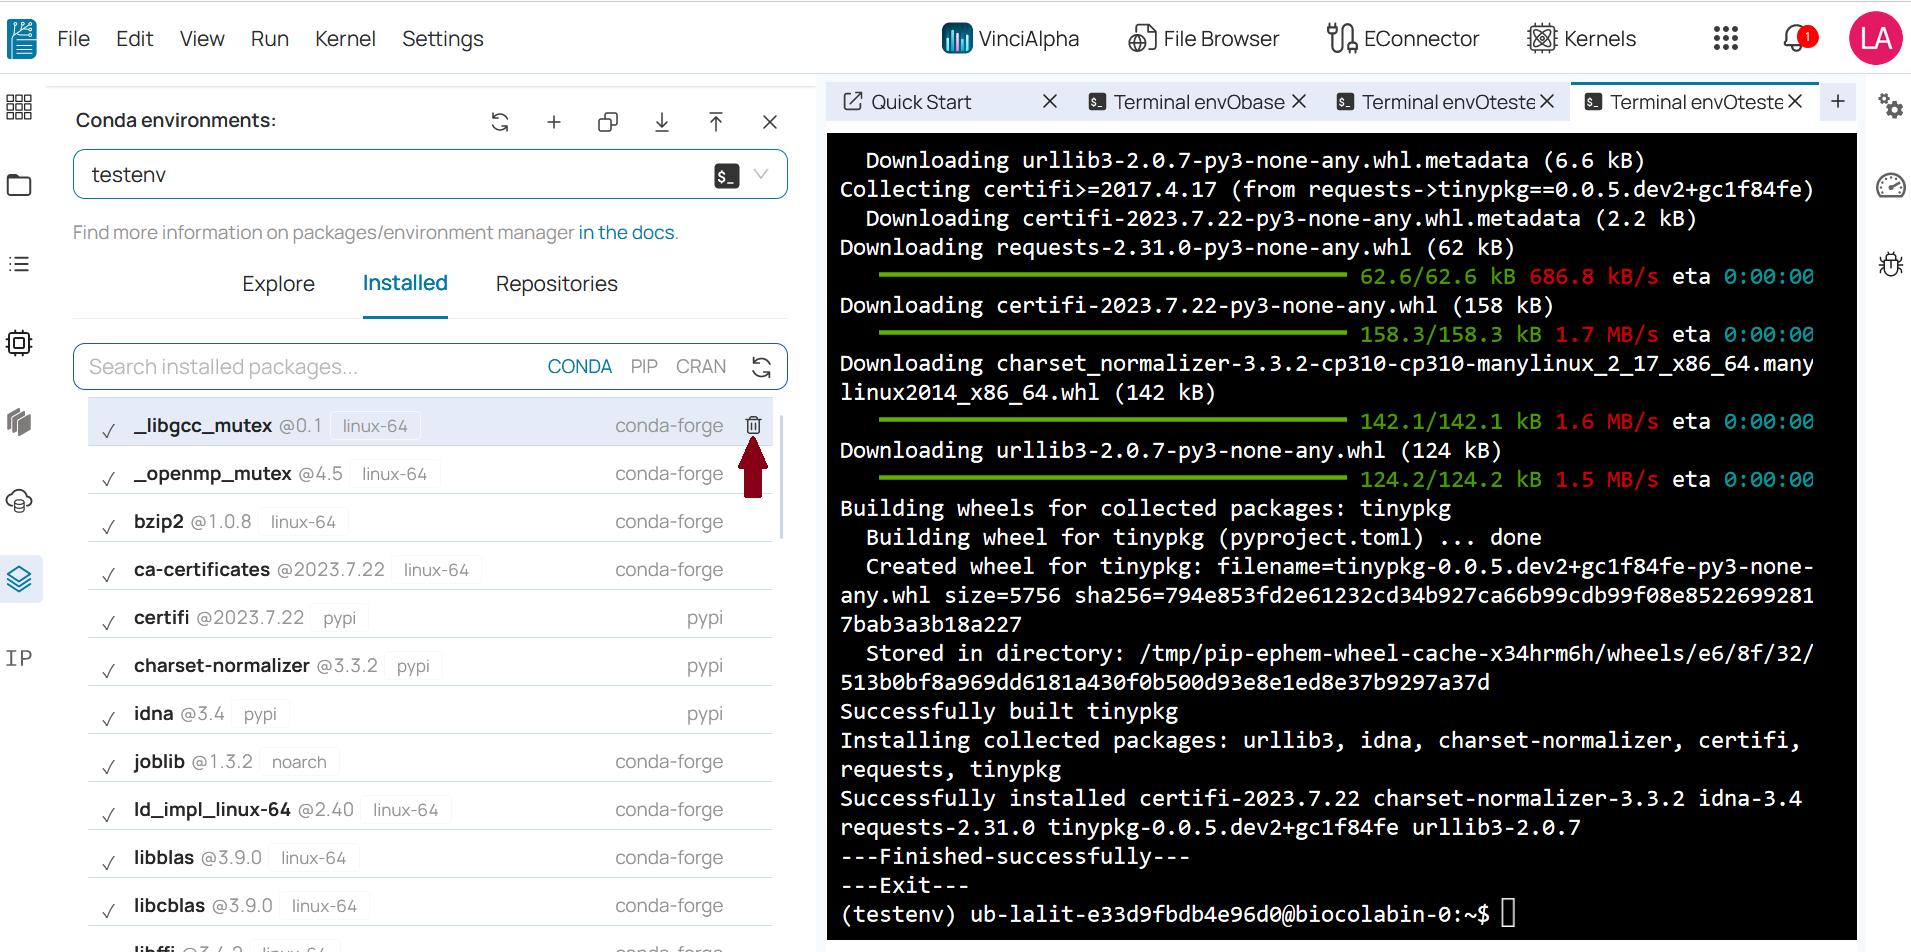 File Edit View Run Kernel Settings VinciAlpha File Browser EConnector Kernels 1 LA
Conda environments:
testenv $_
Find more information on packages/environment manager in the docs.
Explore Installed Repositories
Search installed packages... CONDA PIP CRAN
_libgcc_mutex @0.1 linux-64 conda-forge
_openmp_mutex @4.5 linux-64 conda-forge
bzip2 @1.0.8 linux-64 conda-forge
ca-certificates @2023.7.22 linux-64 conda-forge
certifi @2023.7.22 pypi pypi
charset-normalizer @3.3.2 pypi pypi
idna @3.4 pypi pypi
joblib @1.3.2 noarch conda-forge
ld_impl_linux-64 @2.40 linux-64 conda-forge
libblas @3.9.0 linux-64 conda-forge
libcblas @3.9.0 linux-64 conda-forge
libffi @3.4.2 linux-64 conda-forge
IP
Quick Start Terminal env0base Terminal env0teste Terminal env0teste
Downloading urllib3-2.0.7-py3-none-any.whl.metadata (6.6 kB)
Collecting certifi>=2017.4.17 (from requests->tinypkg==0.0.5.dev2+gc1f84fe)
Downloading certifi-2023.7.22-py3-none-any.whl.metadata (2.2 kB)
Downloading requests-2.31.0-py3-none-any.whl (62 kB)
62.6/62.6 kB 686.8 kB/s eta 0:00:00
Downloading certifi-2023.7.22-py3-none-any.whl (158 kB)
158.3/158.3 kB 1.7 MB/s eta 0:00:00
Downloading charset_normalizer-3.3.2-cp310-cp310-manylinux_2_17_x86_64.many
linux2014_x86_64.whl (142 kB)
142.1/142.1 kB 1.6 MB/s eta 0:00:00
Downloading urllib3-2.0.7-py3-none-any.whl (124 kB)
124.2/124.2 kB 1.5 MB/s eta 0:00:00
Building wheels for collected packages: tinypkg
Building wheel for tinypkg (pyproject.toml) ... done
Created wheel for tinypkg: filename=tinypkg-0.0.5.dev2+gc1f84fe-py3-none-
any.whl size=5756 sha256=794e853fd2e61232cd34b927ca66b99cdb99f08e8522699281
7bab3a3b18a227
Stored in directory: /tmp/pip-ephem-wheel-cache-x34hrm6h/wheels/e6/8f/32/
513b0bf8a969dd6181a430f0b500d93e8e1ed8e37b9297a37d
Successfully built tinypkg
Installing collected packages: urllib3, idna, charset-normalizer, certifi,
requests, tinypkg
Successfully installed certifi-2023.7.22 charset-normalizer-3.3.2 idna-3.4
requests-2.31.0 tinypkg-0.0.5.dev2+gc1f84fe urllib3-2.0.7
---Finished-successfully---
---Exit---
(testenv) ub-lalit-e33d9fbdb4e96d0@biocolabin-0:~$